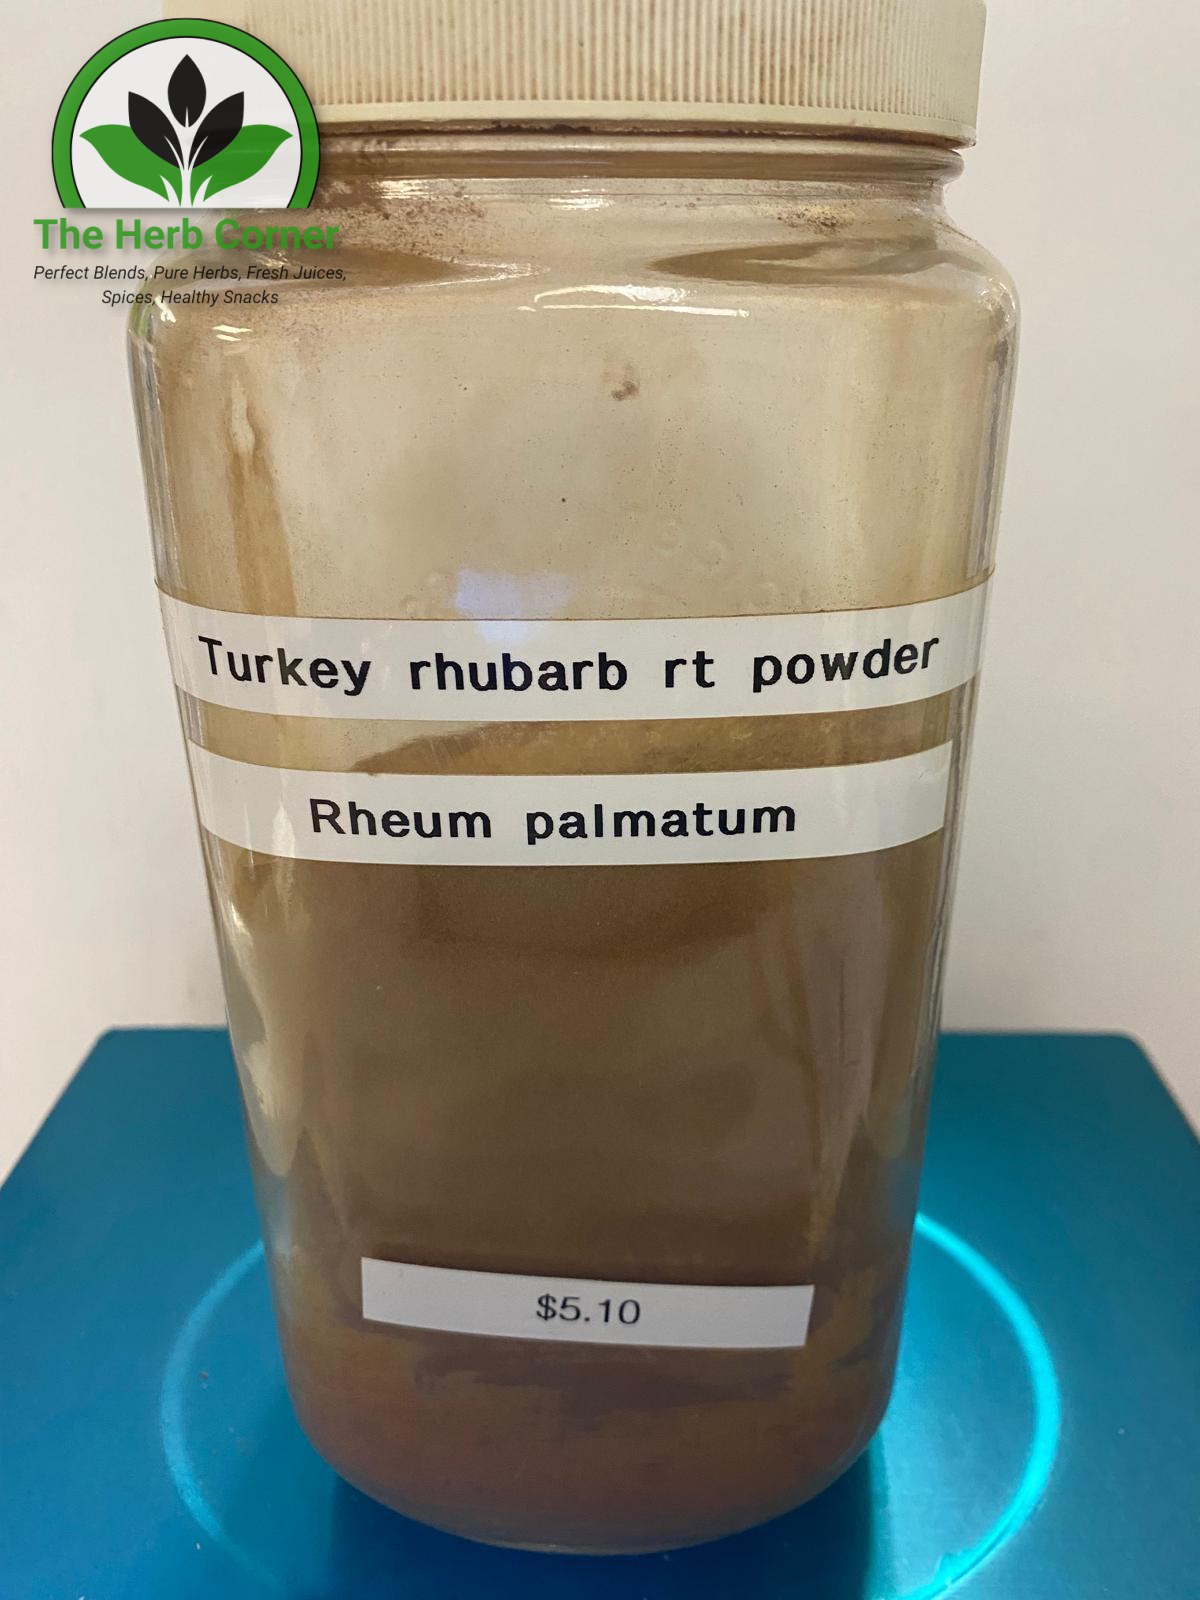 The Herb Corner
Perfect Blends, Pure Herbs, Fresh Juices,
Spices, Healthy Snacks
Turkey rhubarb rt powder
Rheum palmatum
$5.10